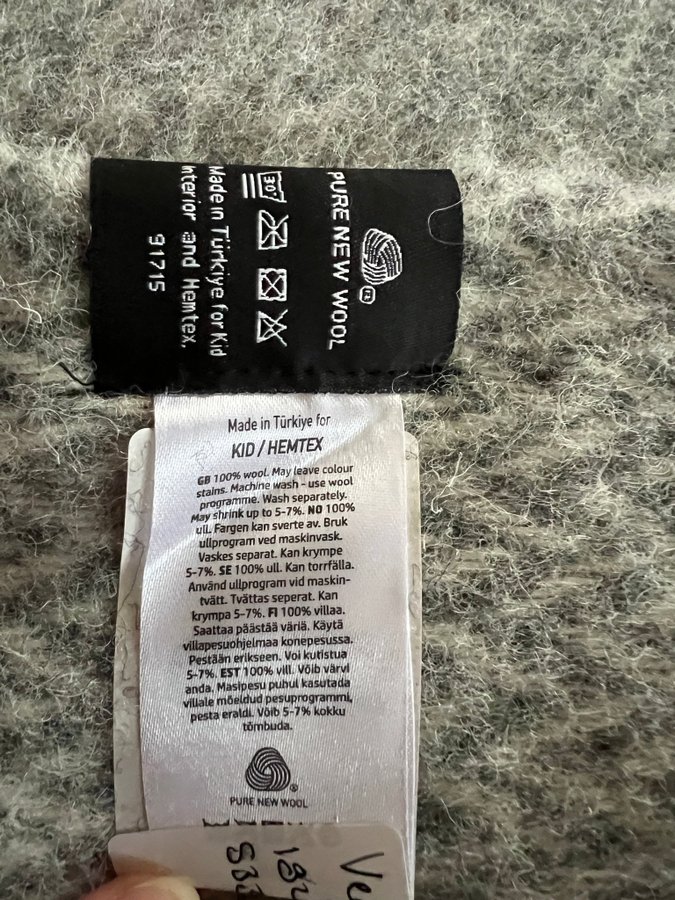 PURE NEW WOOL
30
Made in Türkiye for Kid
Interior and Hemtex.
91715
Made in Türkiye for
KID / HEMTEX
GB 100% wool. May leave colour
stains. Machine wash - use wool
programme. Wash separately.
May shrink up to 5-7%. NO 100%
ull. Fargen kan sverte av. Bruk
ullprogram ved maskinvask.
Vaskes separat. Kan krympe
5-7%. SE 100% ull. Kan torrfälla.
Använd ullprogram vid maskin-
tvätt. Tvättas seperat. Kan
krympa 5-7%. FI 100% villaa.
Saattaa päästää väriä. Käytä
villapesuohjelmaa konepesussa.
Pestään erikseen. Voi kutistua
5-7%. EST 100% vill. Võib värvi
anda. Masipesu puhul kasutada
villale mõeldud pesuprogrammi,
pesta eraldi. Võib 5-7% kokku
tõmbuda.
PURE NEW WOOL